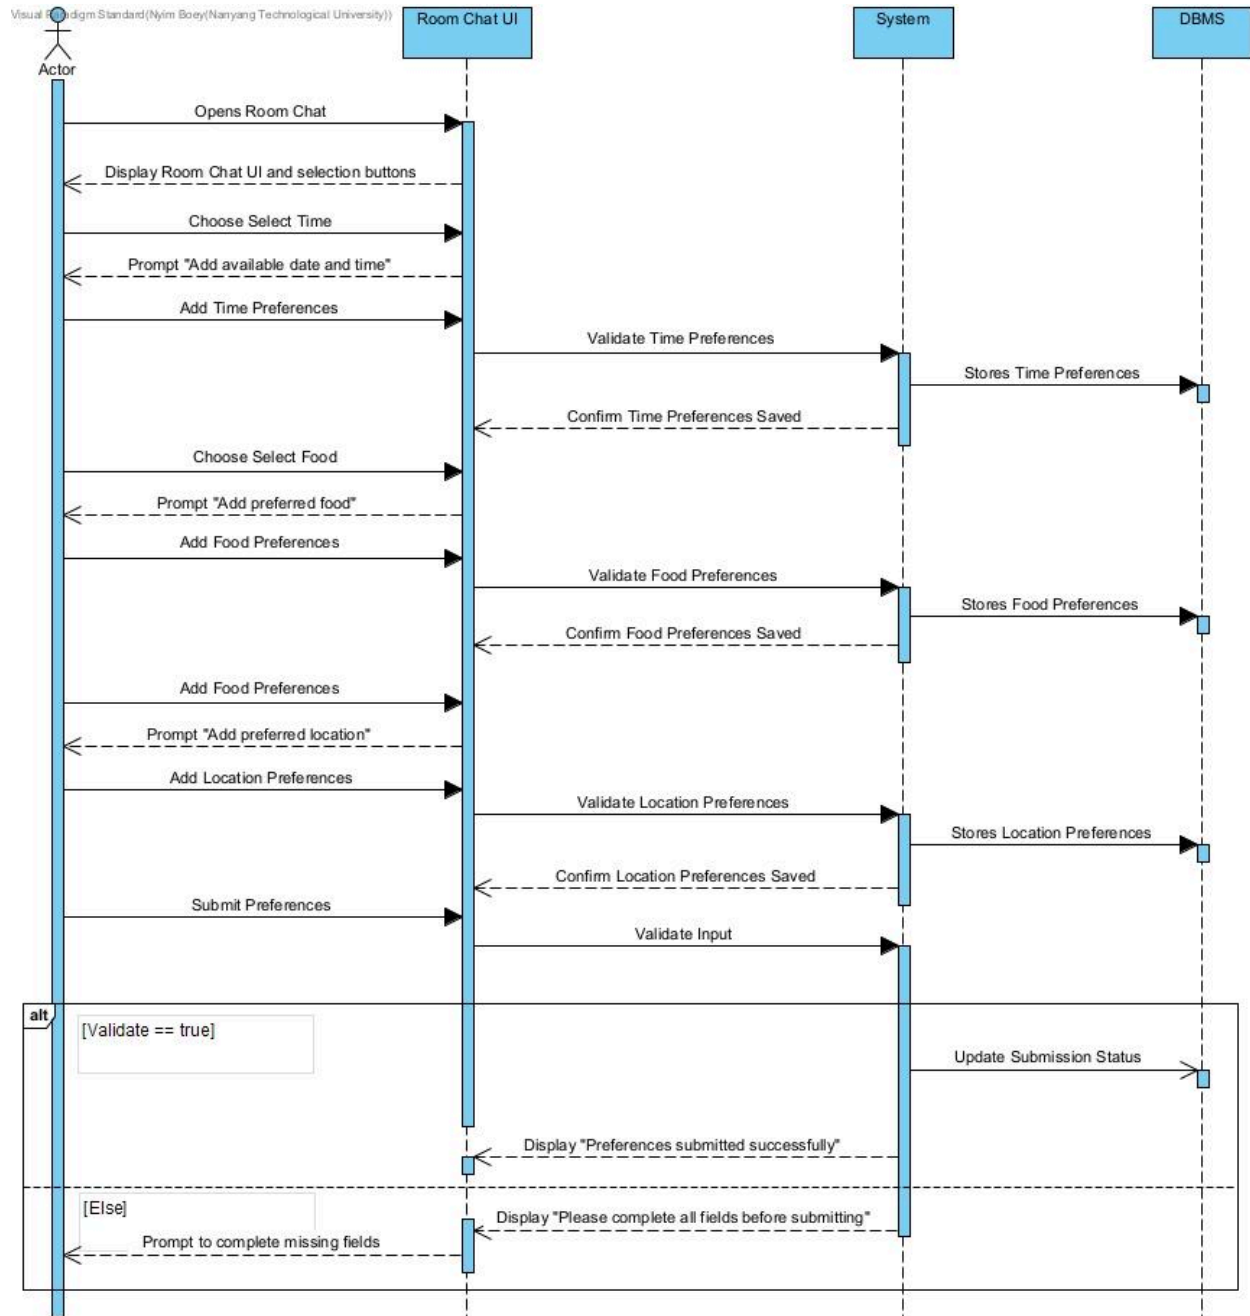 Visual Paradigm Standard(Nyim Boey(Nanyang Technological University))
Room Chat UI
System
DBMS
Actor
Opens Room Chat
Display Room Chat UI and selection buttons
Choose Select Time
Prompt "Add available date and time"
Add Time Preferences
Validate Time Preferences
Stores Time Preferences
Confirm Time Preferences Saved
Choose Select Food
Prompt "Add preferred food"
Add Food Preferences
Validate Food Preferences
Stores Food Preferences
Confirm Food Preferences Saved
Add Food Preferences
Prompt "Add preferred location"
Add Location Preferences
Validate Location Preferences
Stores Location Preferences
Confirm Location Preferences Saved
Submit Preferences
Validate Input
alt
[Validate == true]
Update Submission Status
Display "Preferences submitted successfully"
[Else]
Display "Please complete all fields before submitting"
Prompt to complete missing fields